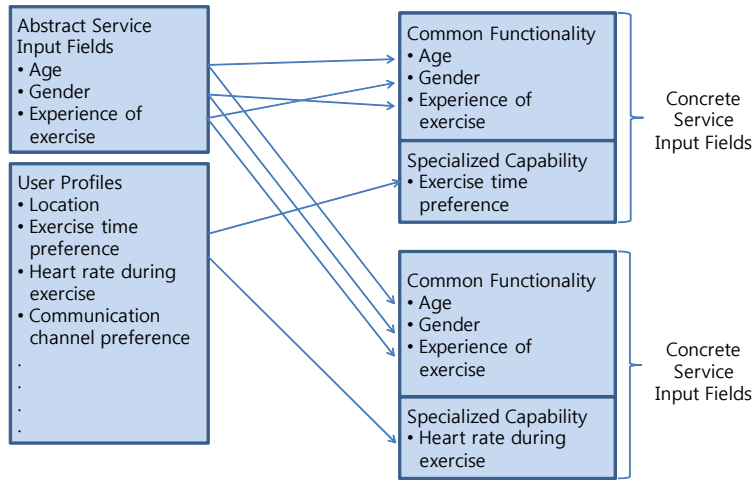 Abstract Service
Input Fields
• Age
• Gender
• Experience of
exercise
User Profiles
• Location
• Exercise time
preference
• Heart rate during
exercise
• Communication
channel preference
.
.
.
.
Common Functionality
• Age
• Gender
• Experience of
exercise
Specialized Capability
• Exercise time
preference
Concrete
Service
Input Fields
Common Functionality
• Age
• Gender
• Experience of
exercise
Specialized Capability
• Heart rate during
exercise
Concrete
Service
Input Fields